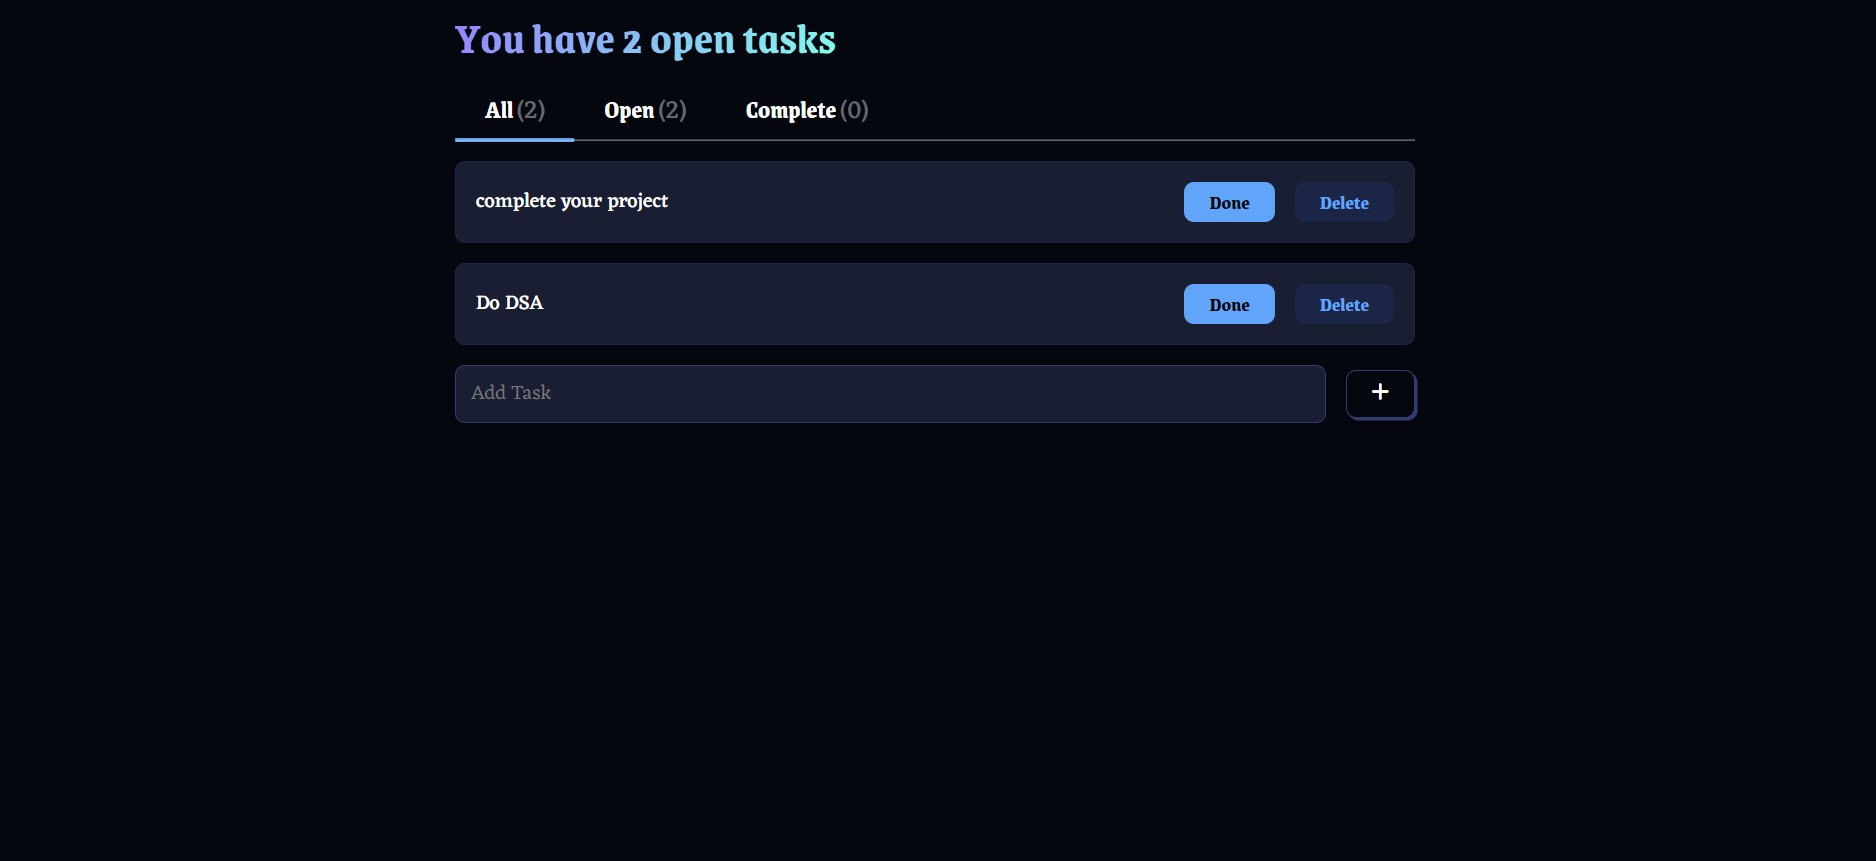 You have 2 open tasks
All (2) Open (2) Complete (0)
complete your project Done Delete
Do DSA Done Delete
Add Task +